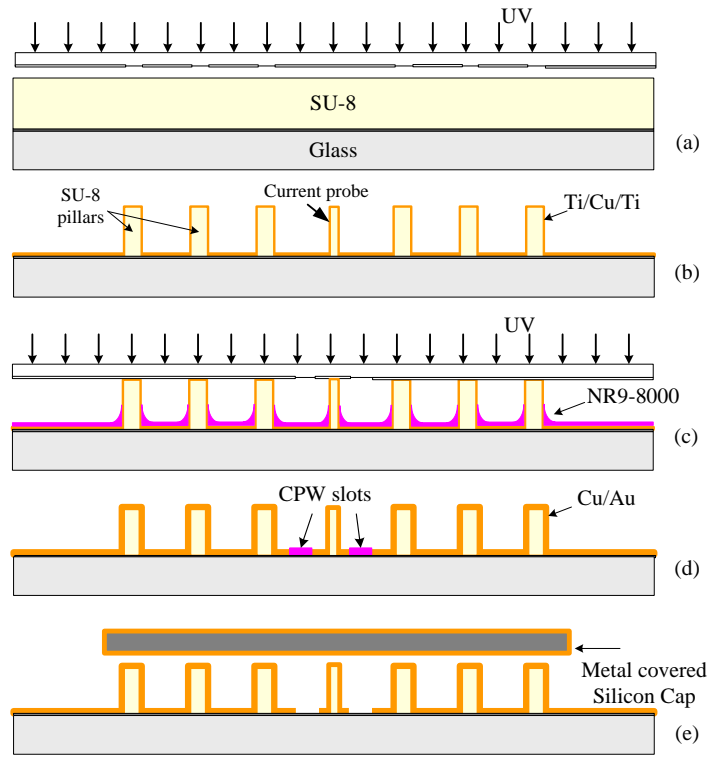 UV
SU-8
Glass
(a)
SU-8
pillars
Current probe
Ti/Cu/Ti
(b)
UV
NR9-8000
(c)
CPW slots
Cu/Au
(d)
Metal covered
Silicon Cap
(e)